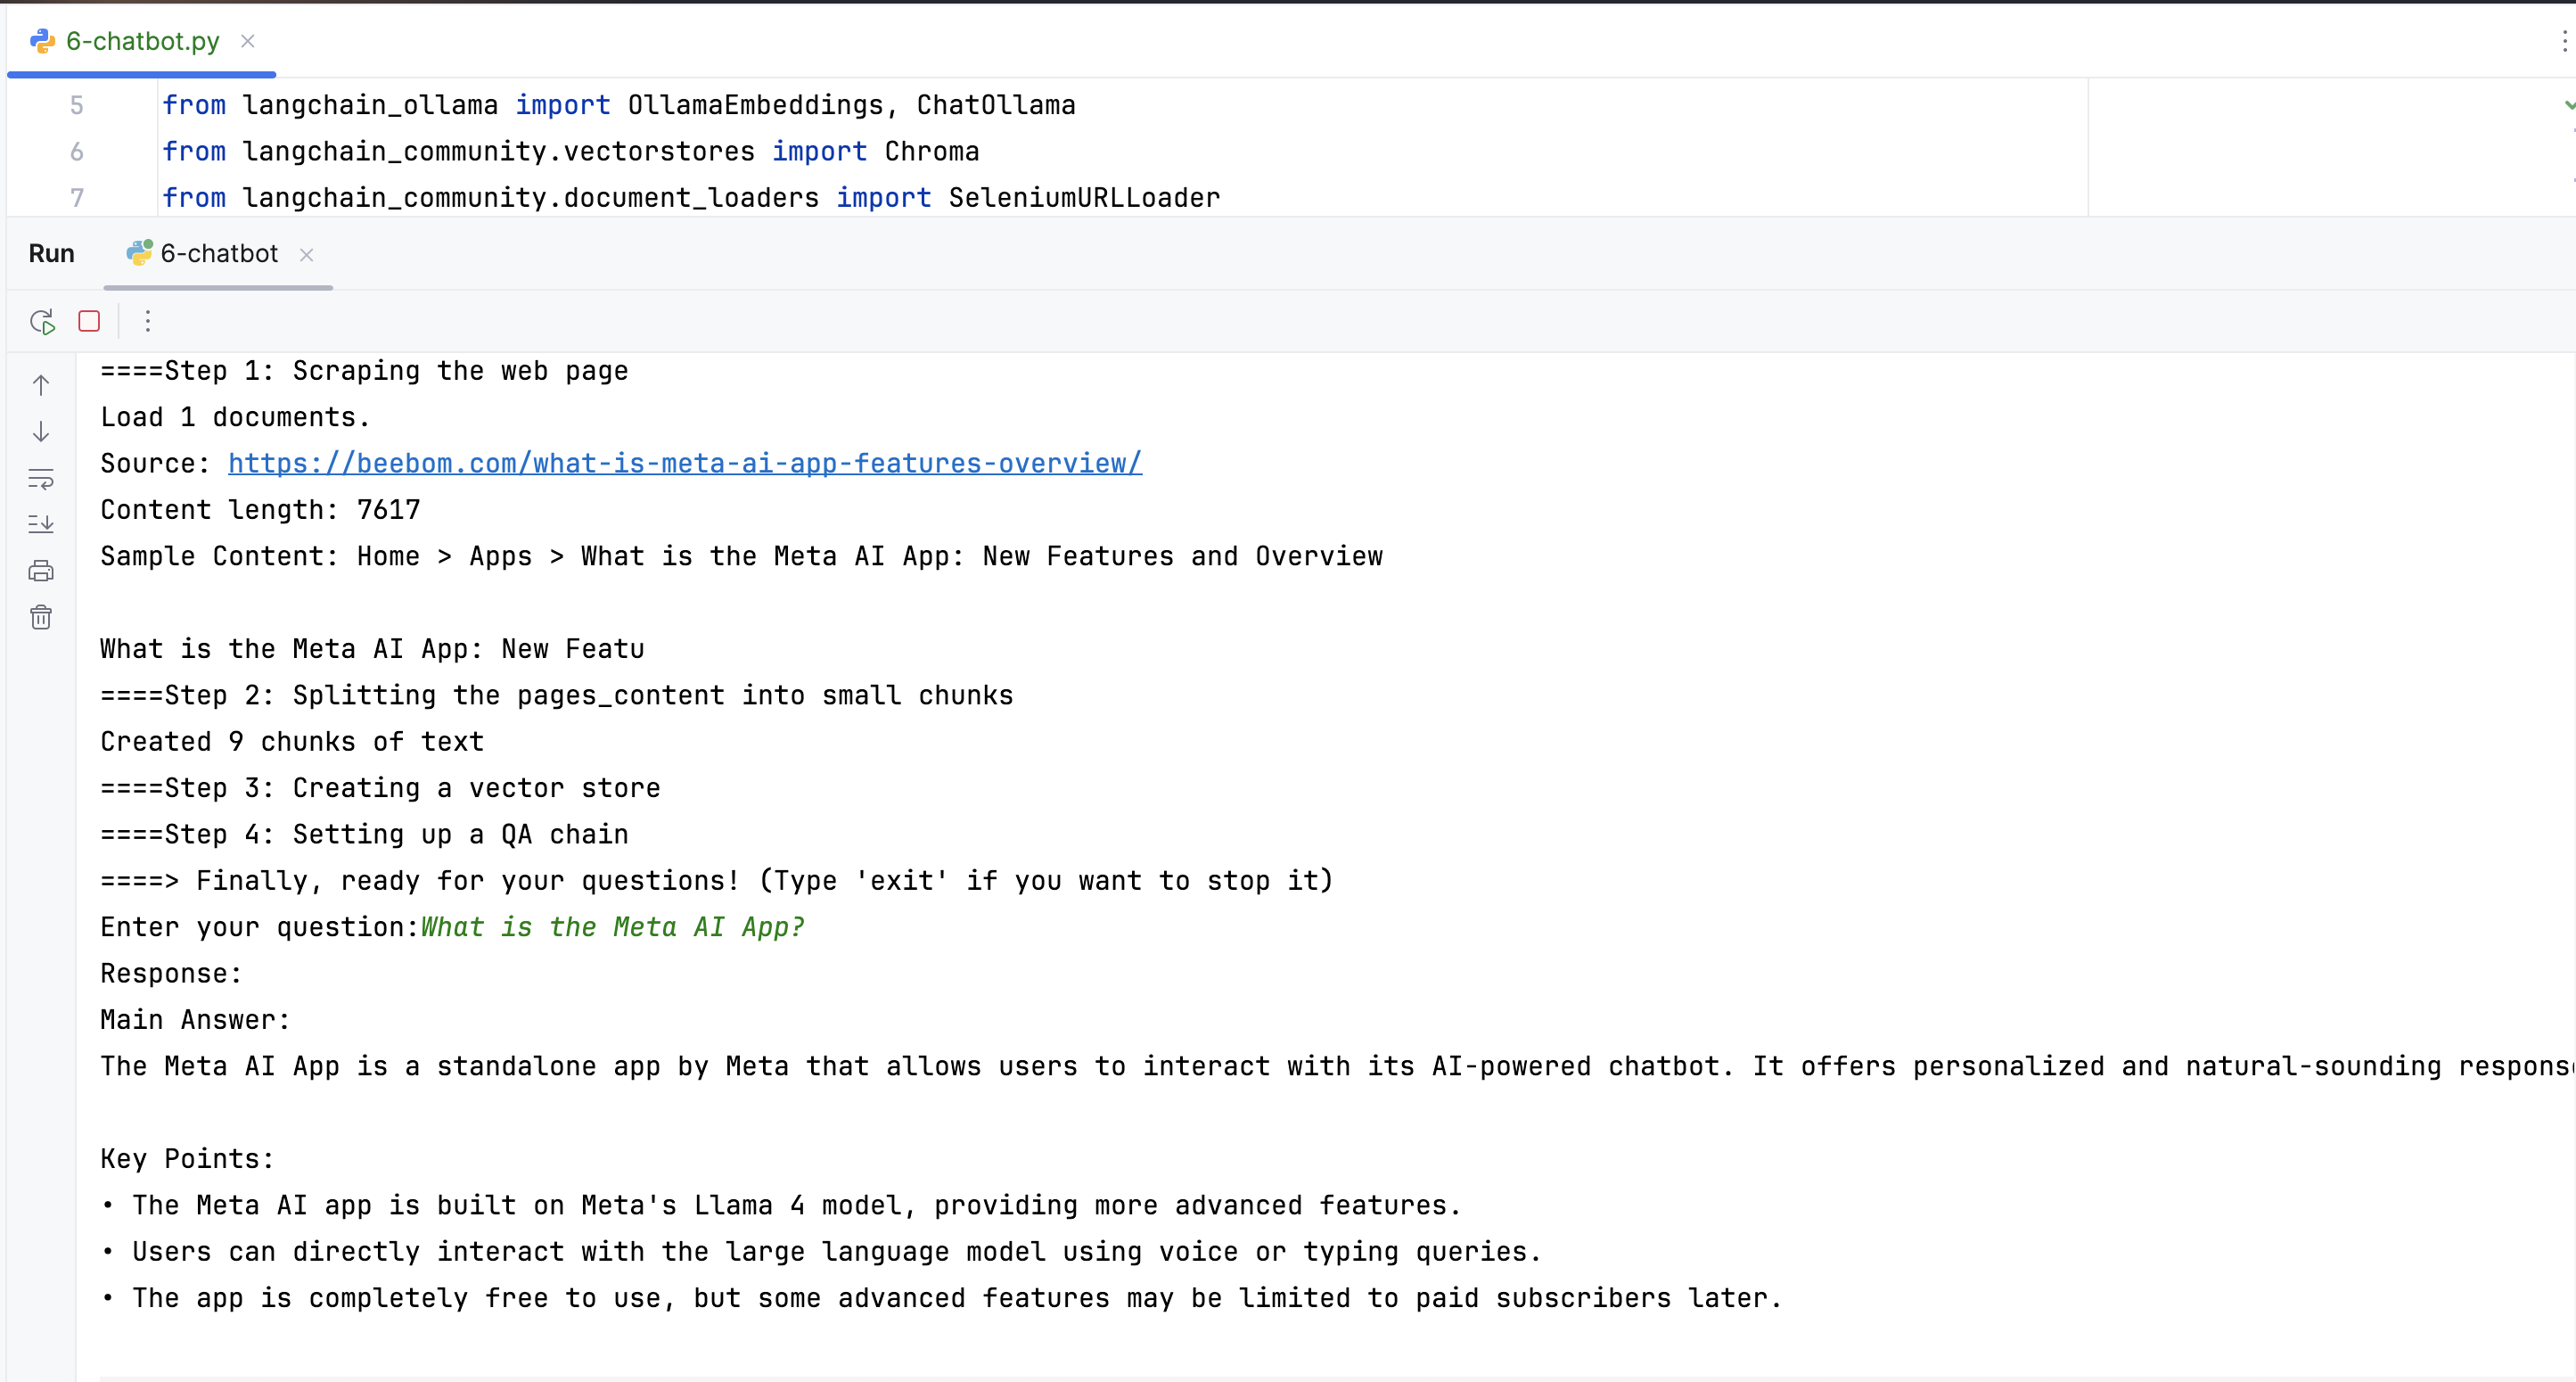 6-chatbot.py
5 from langchain_ollama import OllamaEmbeddings, ChatOllama
6 from langchain_community.vectorstores import Chroma
7 from langchain_community.document_loaders import SeleniumURLLoader
Run 6-chatbot
====Step 1: Scraping the web page
Load 1 documents.
Source: https://beebom.com/what-is-meta-ai-app-features-overview/
Content length: 7617
Sample Content: Home > Apps > What is the Meta AI App: New Features and Overview
What is the Meta AI App: New Featu
====Step 2: Splitting the pages_content into small chunks
Created 9 chunks of text
====Step 3: Creating a vector store
====Step 4: Setting up a QA chain
====> Finally, ready for your questions! (Type 'exit' if you want to stop it)
Enter your question:What is the Meta AI App?
Response:
Main Answer:
The Meta AI App is a standalone app by Meta that allows users to interact with its AI-powered chatbot. It offers personalized and natural-sounding
Key Points:
• The Meta AI app is built on Meta's Llama 4 model, providing more advanced features.
• Users can directly interact with the large language model using voice or typing queries.
• The app is completely free to use, but some advanced features may be limited to paid subscribers later.